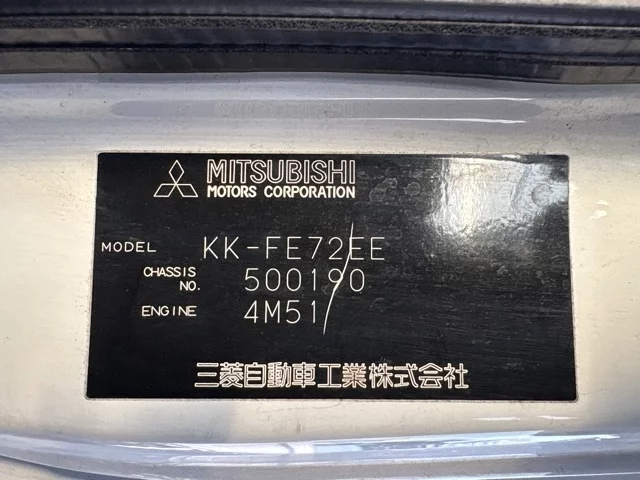 MITSUBISHI
MOTORS CORPORATION
MODEL KK-FE72EE
CHASSIS NO. 500190
ENGINE 4M51
三菱自動車工業株式会社